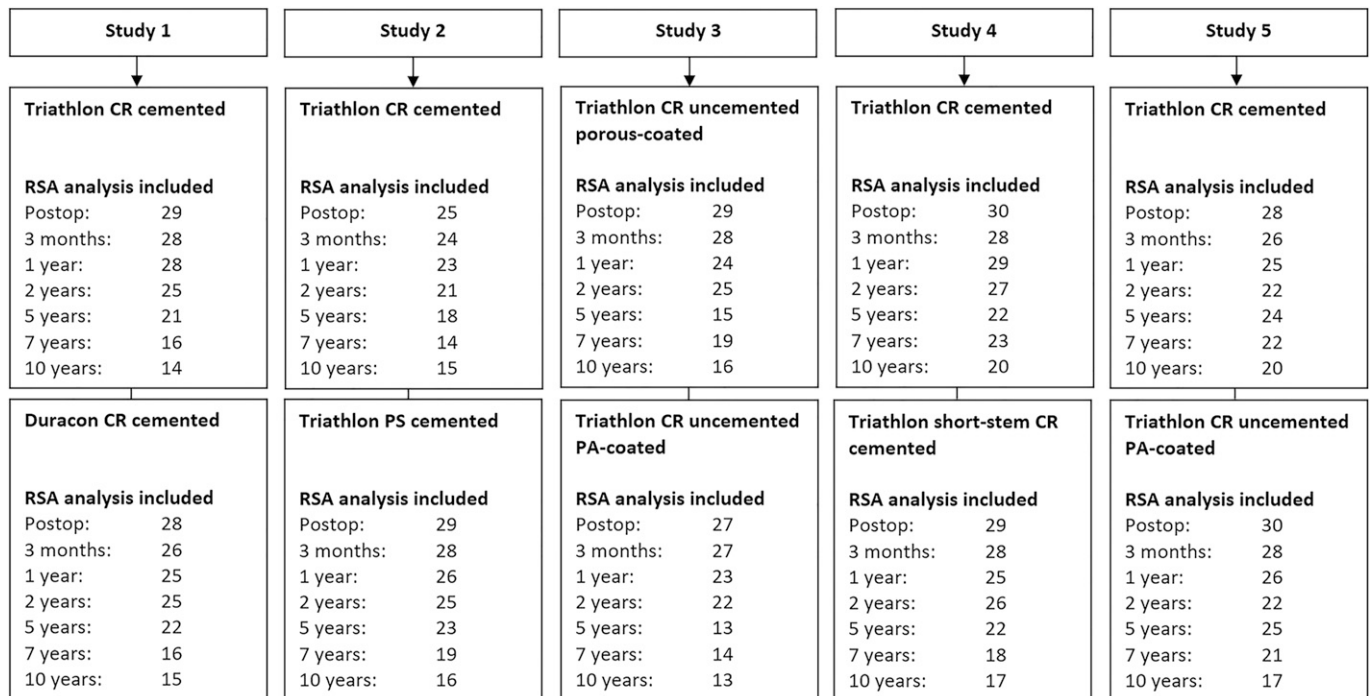 Study 1
Triathlon CR cemented
RSA analysis included
Postop: 29
3 months: 28
1 year: 28
2 years: 25
5 years: 21
7 years: 16
10 years: 14
Duracon CR cemented
RSA analysis included
Postop: 28
3 months: 26
1 year: 25
2 years: 25
5 years: 22
7 years: 16
10 years: 15
Study 2
Triathlon CR cemented
RSA analysis included
Postop: 25
3 months: 24
1 year: 23
2 years: 21
5 years: 18
7 years: 14
10 years: 15
Triathlon PS cemented
RSA analysis included
Postop: 29
3 months: 28
1 year: 26
2 years: 25
5 years: 23
7 years: 19
10 years: 16
Study 3
Triathlon CR uncemented
porous-coated
RSA analysis included
Postop: 29
3 months: 28
1 year: 24
2 years: 25
5 years: 15
7 years: 19
10 years: 16
Triathlon CR uncemented
PA-coated
RSA analysis included
Postop: 27
3 months: 27
1 year: 23
2 years: 22
5 years: 13
7 years: 14
10 years: 13
Study 4
Triathlon CR cemented
RSA analysis included
Postop: 30
3 months: 28
1 year: 29
2 years: 27
5 years: 22
7 years: 23
10 years: 20
Triathlon short-stem CR
cemented
RSA analysis included
Postop: 29
3 months: 28
1 year: 25
2 years: 26
5 years: 22
7 years: 18
10 years: 17
Study 5
Triathlon CR cemented
RSA analysis included
Postop: 28
3 months: 26
1 year: 25
2 years: 22
5 years: 24
7 years: 22
10 years: 20
Triathlon CR uncemented
PA-coated
RSA analysis included
Postop: 30
3 months: 28
1 year: 26
2 years: 22
5 years: 25
7 years: 21
10 years: 17